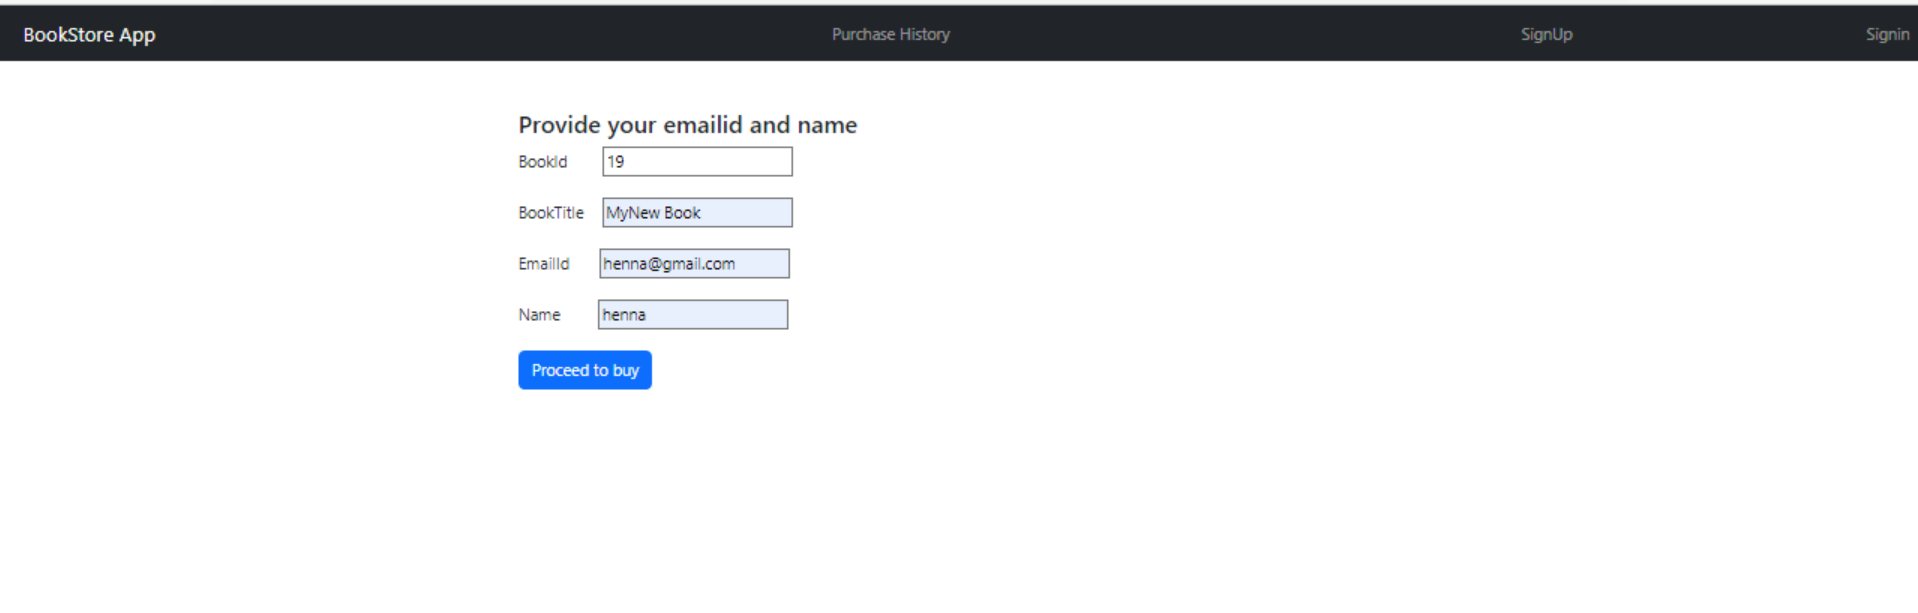 BookStore App Purchase History SignUp Signin
Provide your emailid and name
BookId 19
BookTitle MyNew Book
EmailId henna@gmail.com
Name henna
Proceed to buy